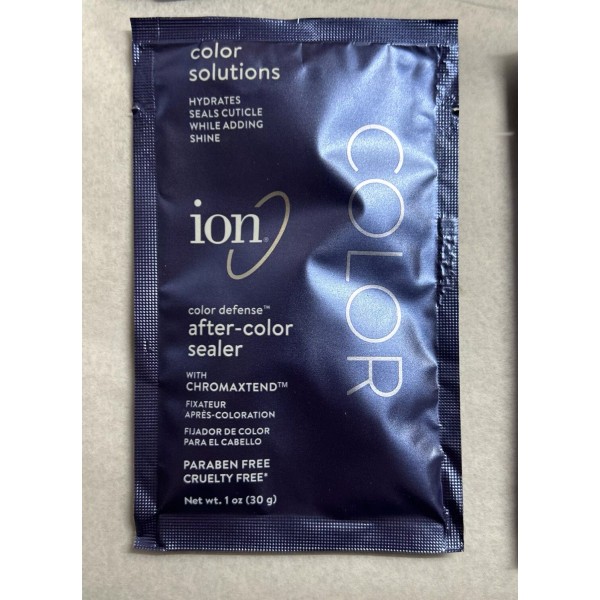 color
solutions
HYDRATES
SEALS CUTICLE
WHILE ADDING
SHINE
ion®
COLOR
color defense™
after-color
sealer
WITH
CHROMAXTEND™
FIXATEUR
APRÈS-COLORATION
FIJADOR DE COLOR
PARA EL CABELLO
PARABEN FREE
CRUELTY FREE*
Net wt. 1 oz (30 g)